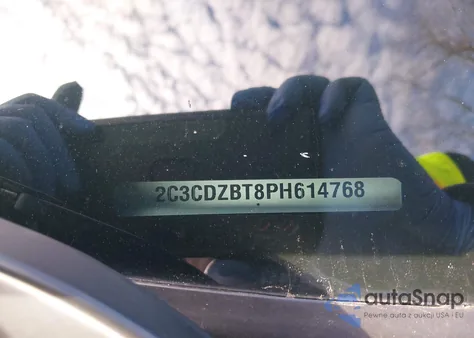 2C3CDZBT8PH614768
autoSnap
Pewne auta z aukcji USA - EU